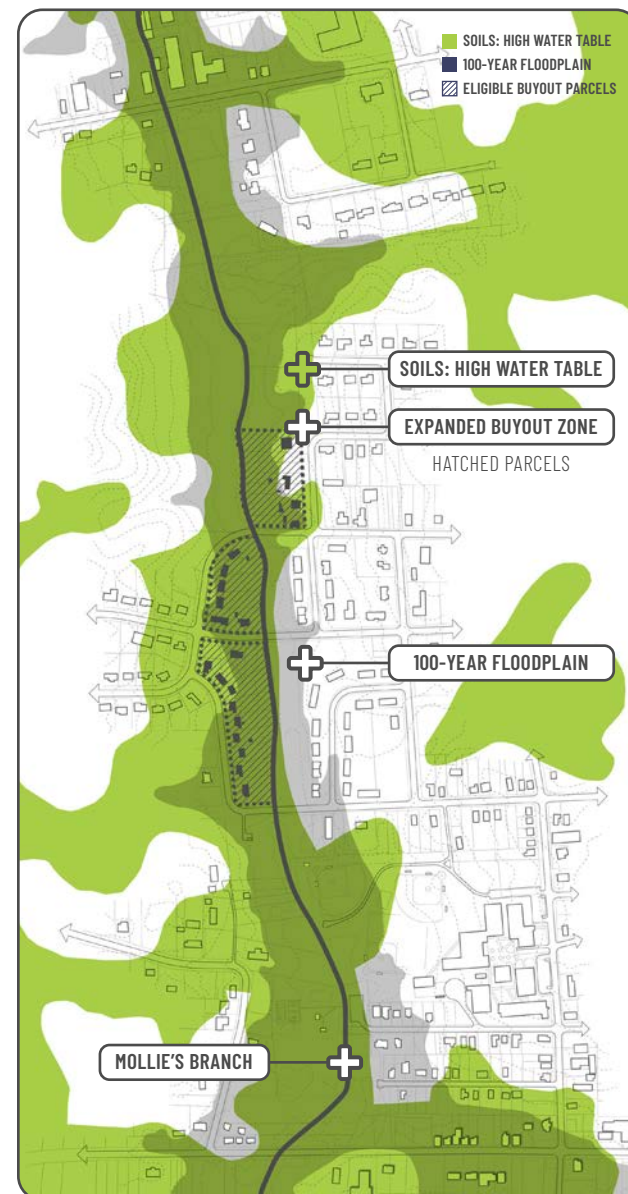 SOILS: HIGH WATER TABLE
100-YEAR FLOODPLAIN
ELIGIBLE BUYOUT PARCELS
SOILS: HIGH WATER TABLE
EXPANDED BUYOUT ZONE
HATCHED PARCELS
100-YEAR FLOODPLAIN
MOLLIE'S BRANCH